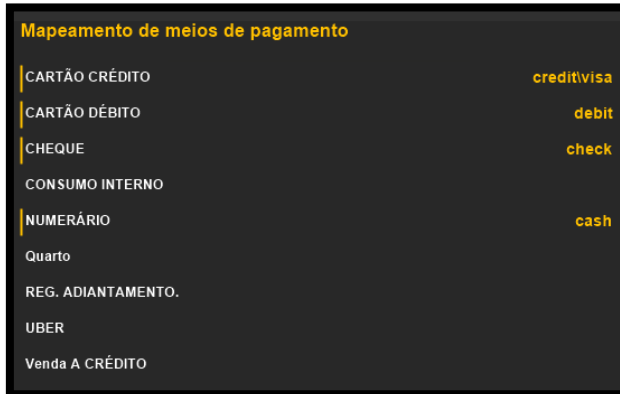 Mapeamento de meios de pagamento
CARTÃO CRÉDITO credit\visa
CARTÃO DÉBITO debit
CHEQUE check
CONSUMO INTERNO
NUMERÁRIO cash
Quarto
REG. ADIANTAMENTO.
UBER
Venda A CRÉDITO